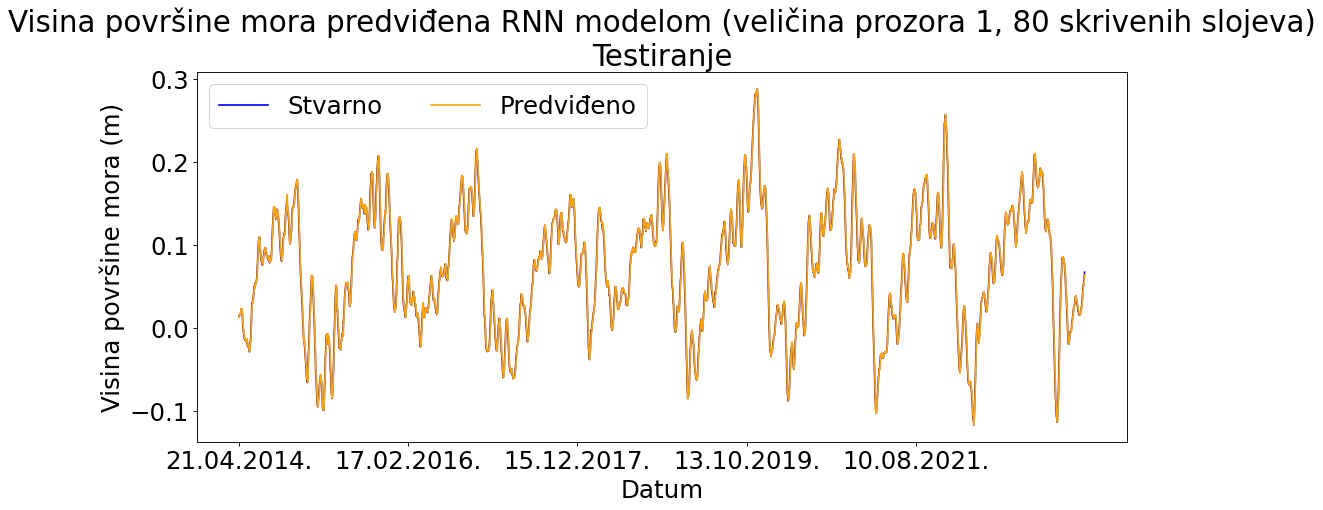 Visina površine mora predviđena RNN modelom (veličina prozora 1, 80 skrivenih slojeva)
Testiranje
Stvarno
Predviđeno
Visina površine mora (m)
0.3
0.2
0.1
0.0
−0.1
21.04.2014.
17.02.2016.
15.12.2017.
13.10.2019.
10.08.2021.
Datum